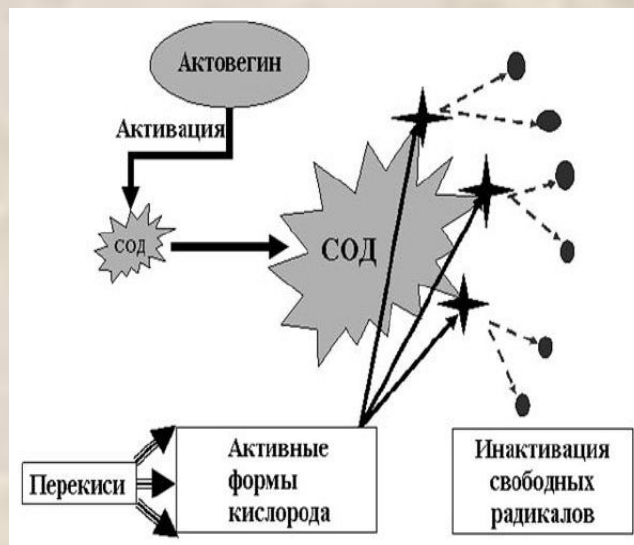 Актовегин
Активация
СОД
СОД
Перекиси
Активные
формы
кислорода
Инактивация
свободных
радикалов